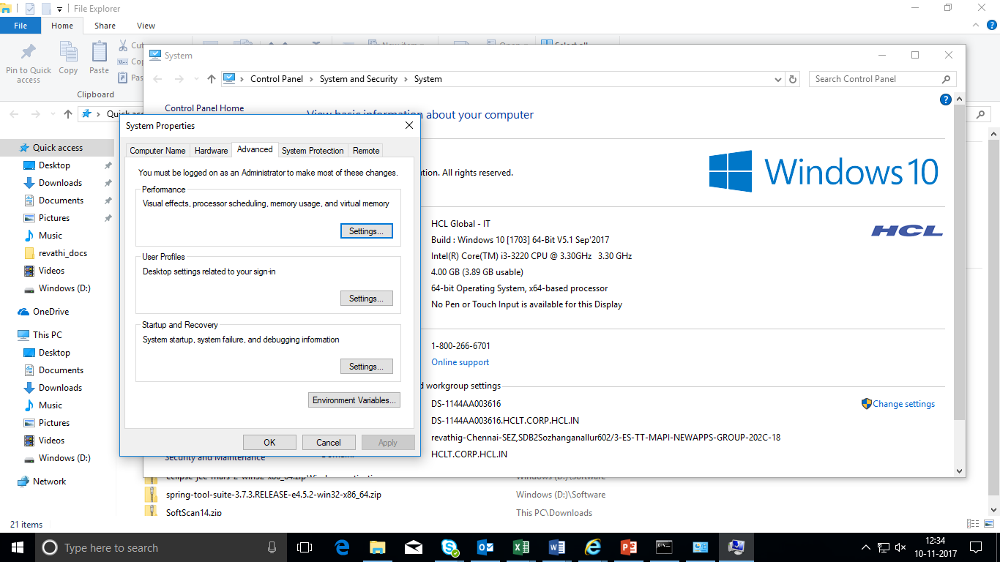 File Explorer
File
Home
Share
View
Pin to Quick access
Copy
Paste
Clipboard
Select all
System
Control Panel
System and Security
System
Search Control Panel
Control Panel Home
View basic information about your computer
System Properties
Computer Name
Hardware
Advanced
System Protection
Remote
You must be logged on as an Administrator to make most of these changes.
Performance
Visual effects, processor scheduling, memory usage, and virtual memory
Settings...
User Profiles
Desktop settings related to your sign-in
Settings...
Startup and Recovery
System startup, system failure, and debugging information
Settings...
Environment Variables...
OK
Cancel
Apply
All rights reserved.
Windows 10
HCL Global - IT
HCL
Build : Windows 10 [1703] 64-Bit V5.1 Sep'2017
Intel(R) Core(TM) i3-3220 CPU @ 3.30GHz 3.30 GHz
4.00 GB (3.89 GB usable)
64-bit Operating System, x64-based processor
No Pen or Touch Input is available for this Display
1-800-266-6701
Online support
workgroup settings
DS-1144AA003616
Change settings
DS-1144AA003616.HCLT.CORP.HCL.IN
revathig-Chennai-SEZ,SDB2Sozhanganallur602/3-ES-TT-MAPI-NEWAPPS-GROUP-202C-18
HCLT.CORP.HCL.IN
Security and Maintenance
Quick access
Desktop
Downloads
Documents
Pictures
Music
revathi_docs
Videos
Windows (D:)
OneDrive
This PC
Desktop
Documents
Downloads
Music
Pictures
Videos
Windows (D:)
Network
spring-tool-suite-3.7.3.RELEASE-e4.5.2-win32-x86_64.zip
Windows (D:)\Software
SoftScan14.zip
This PC\Downloads
21 items
Type here to search
12:34
10-11-2017